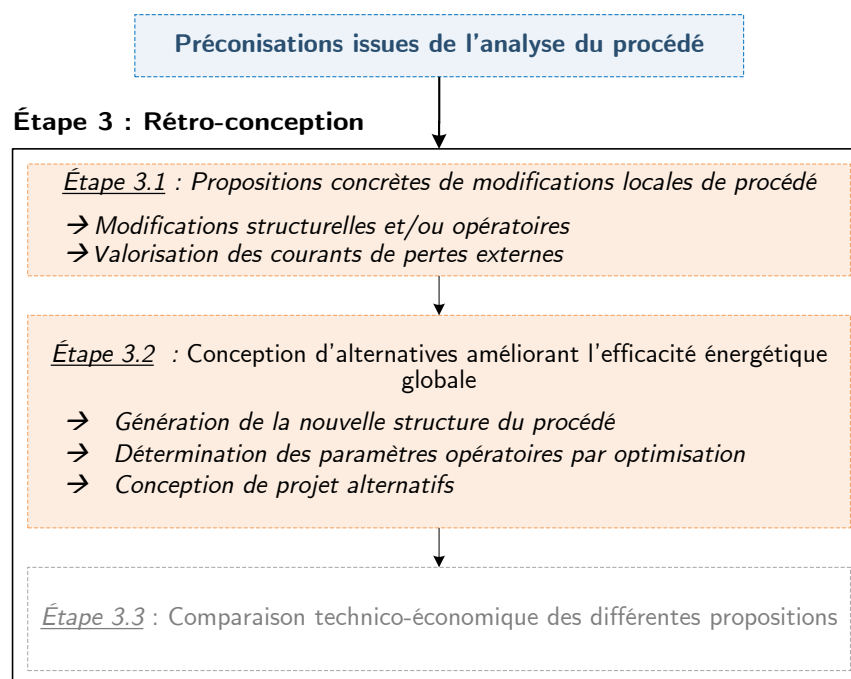 Préconisations issues de l'analyse du procédé
Étape 3 : Rétro-conception
Étape 3.1 : Propositions concrètes de modifications locales de procédé
→ Modifications structurelles et/ou opératoires
→ Valorisation des courants de pertes externes
Étape 3.2 : Conception d'alternatives améliorant l'efficacité énergétique
globale
→ Génération de la nouvelle structure du procédé
→ Détermination des paramètres opératoires par optimisation
→ Conception de projet alternatifs
Étape 3.3 : Comparaison technico-économique des différentes propositions